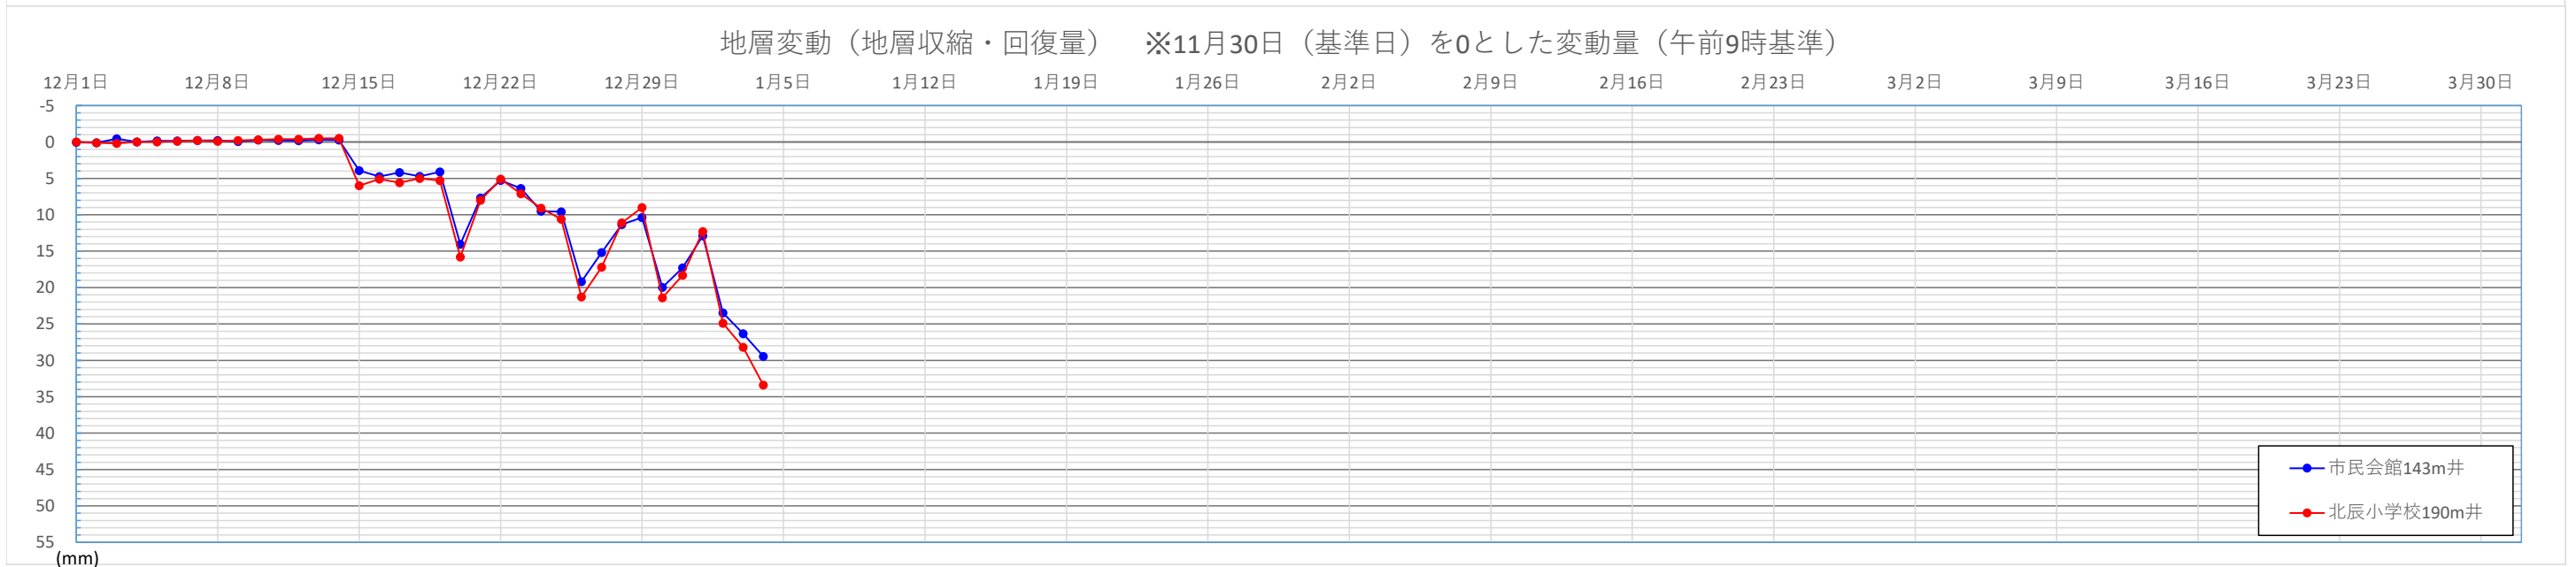 地層変動（地層収縮・回復量）　※11月30日（基準日）を0とした変動量（午前9時基準）
12月1日 12月8日 12月15日 12月22日 12月29日 1月5日 1月12日 1月19日 1月26日 2月2日 2月9日 2月16日 2月23日 3月2日 3月9日 3月16日 3月23日 3月30日
-5
0
5
10
15
20
25
30
35
40
45
50
55
(mm)
市民会館143m井
北辰小学校190m井